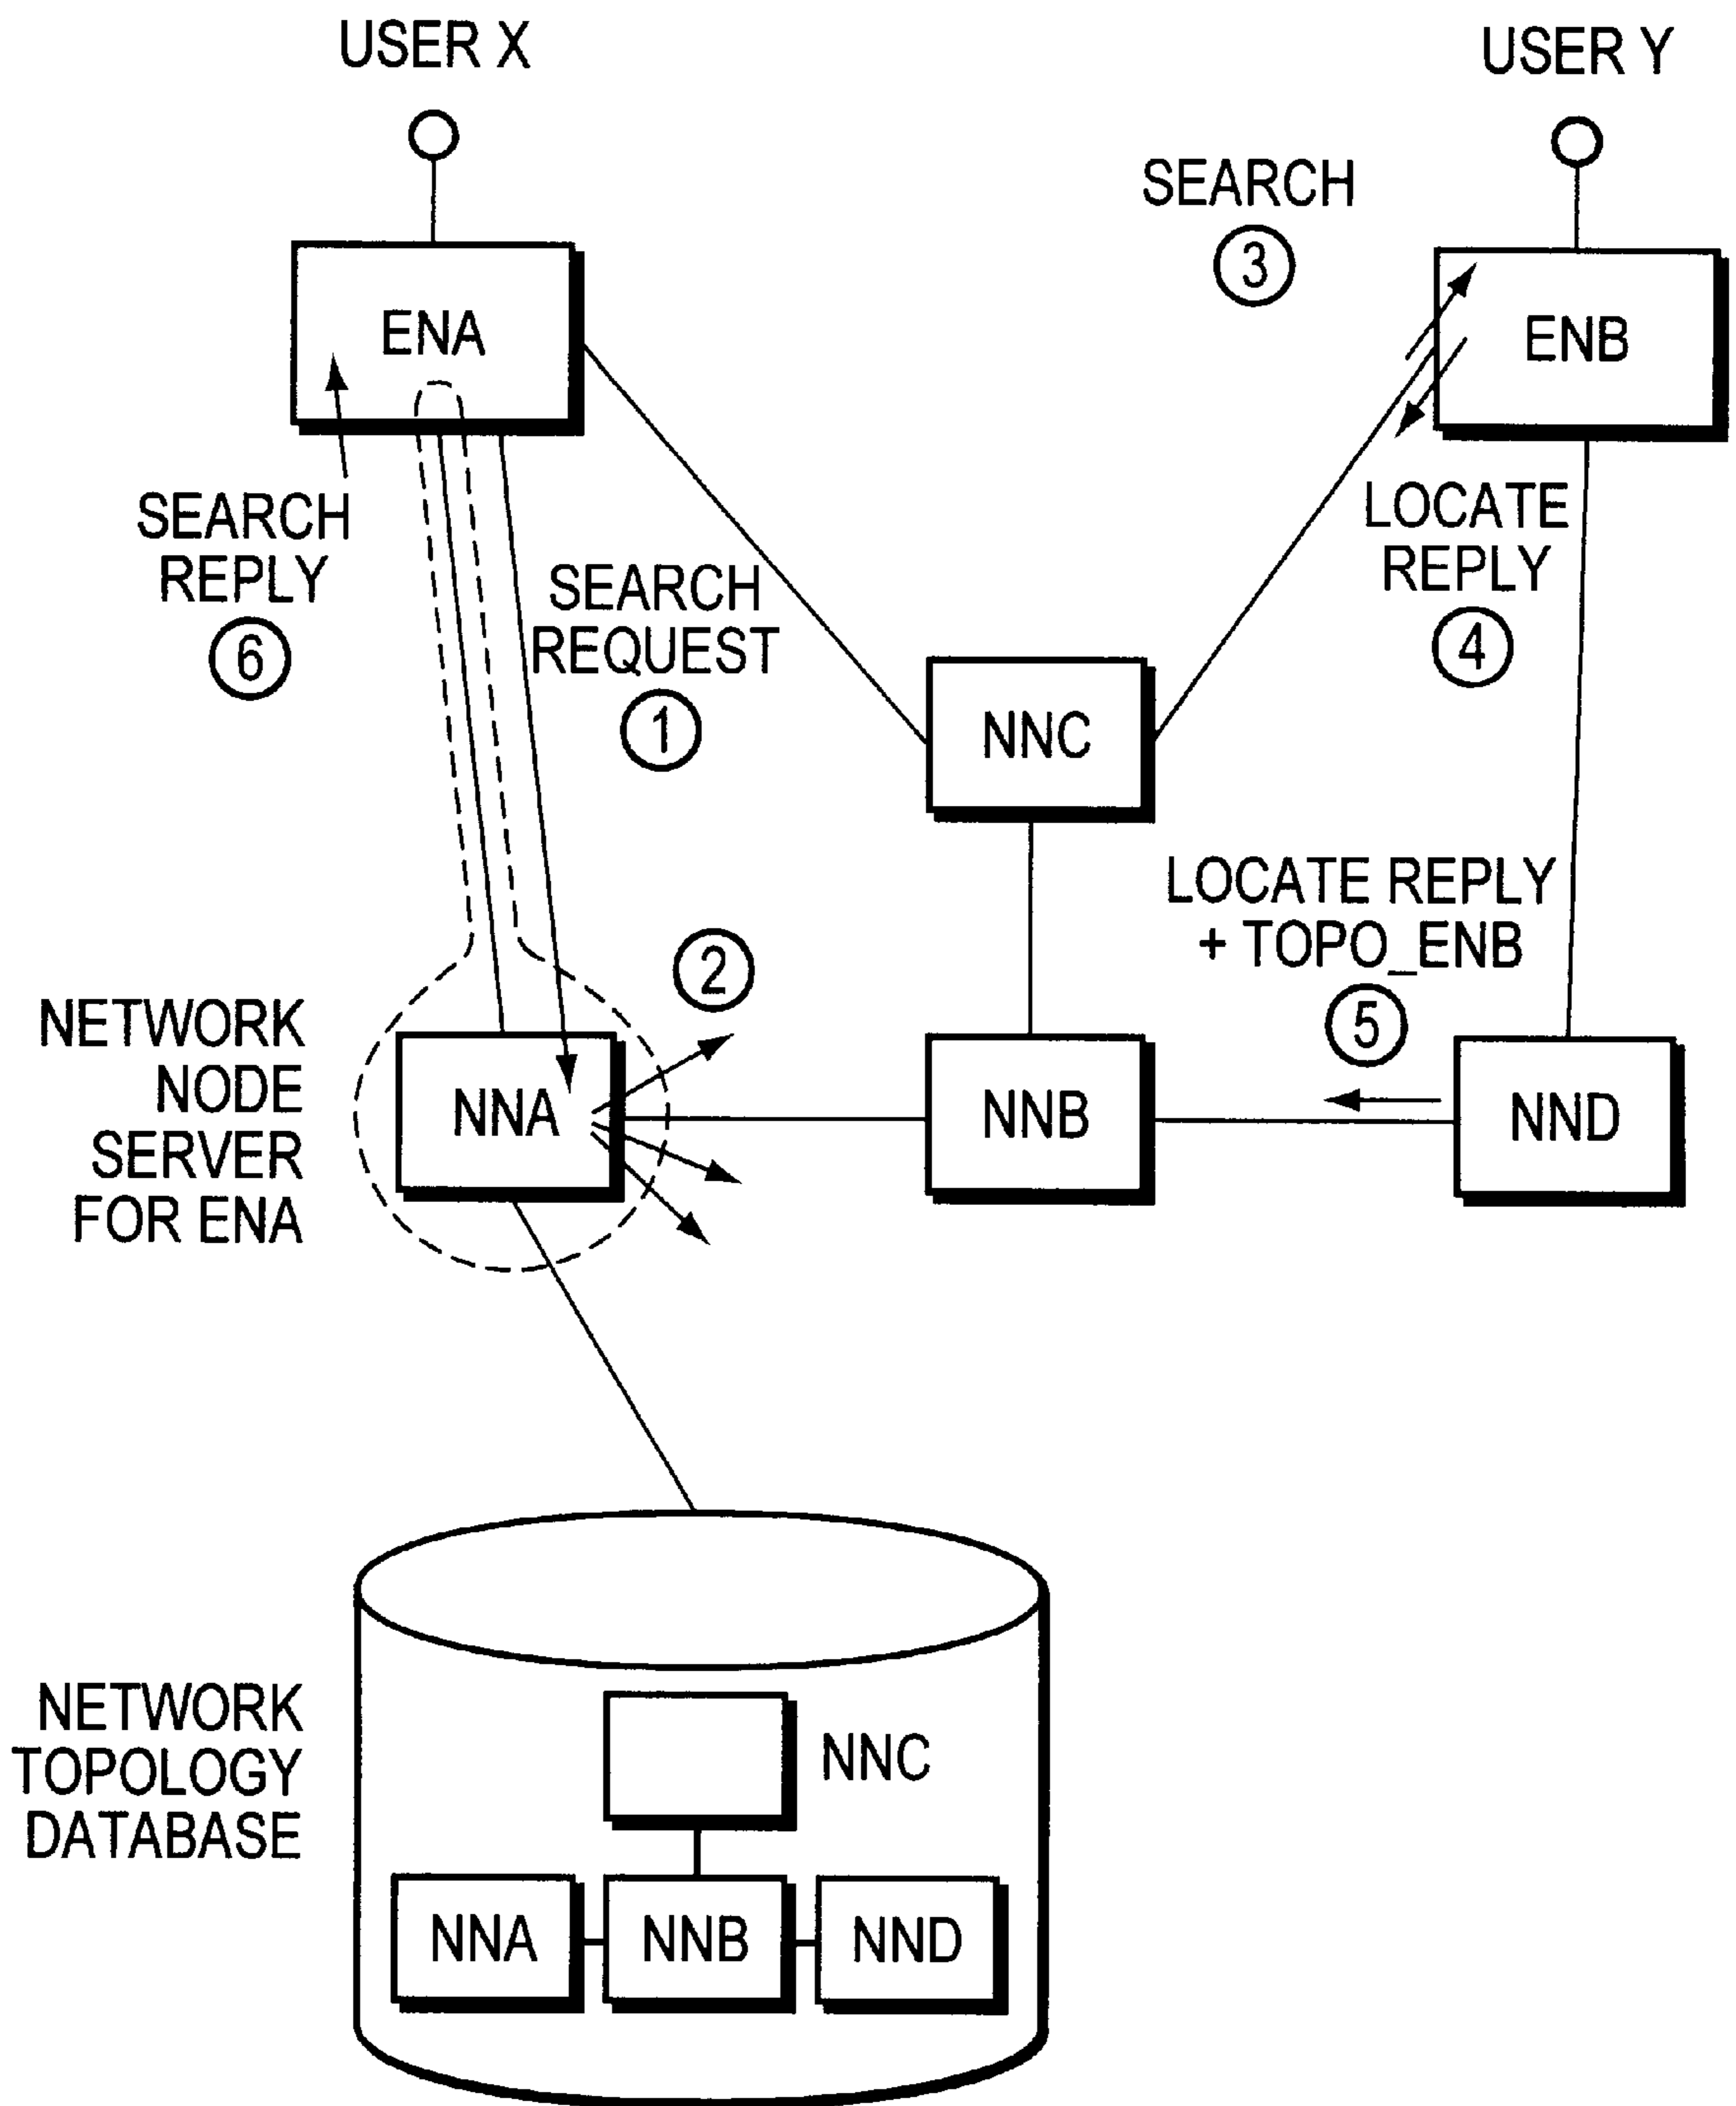 USER X
USER Y
SEARCH
3
ENA
ENB
SEARCH
REPLY
6
SEARCH
REQUEST
1
LOCATE
REPLY
4
NNC
LOCATE REPLY
+ TOPO_ENB
5
2
NETWORK
NODE
SERVER
FOR ENA
NNA
NNB
NND
NETWORK
TOPOLOGY
DATABASE
NNC
NNA
NNB
NND